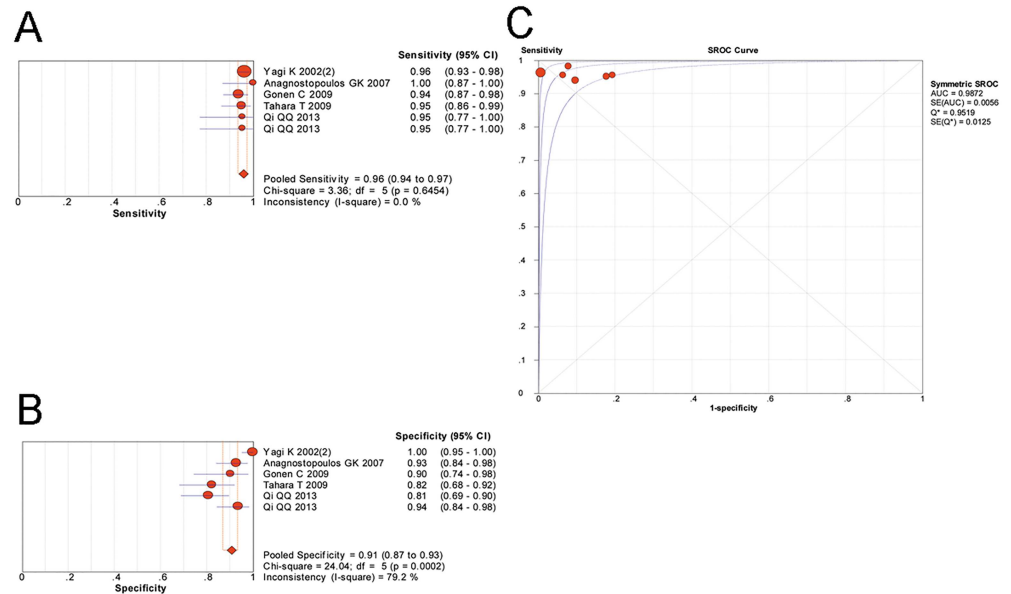 A
Sensitivity (95% CI)
Yagi K 2002(2) 0.96 (0.93 - 0.98)
Anagnostopoulos GK 2007 1.00 (0.87 - 1.00)
Gonen C 2009 0.94 (0.87 - 0.98)
Tahara T 2009 0.95 (0.86 - 0.99)
Qi QQ 2013 0.95 (0.77 - 1.00)
Qi QQ 2013 0.95 (0.77 - 1.00)
Pooled Sensitivity = 0.96 (0.94 to 0.97)
Chi-square = 3.36; df = 5 (p = 0.6454)
Inconsistency (I-square) = 0.0 %
0 .2 .4 .6 .8 1
Sensitivity
B
Specificity (95% CI)
Yagi K 2002(2) 1.00 (0.95 - 1.00)
Anagnostopoulos GK 2007 0.93 (0.84 - 0.98)
Gonen C 2009 0.90 (0.74 - 0.98)
Tahara T 2009 0.82 (0.68 - 0.92)
Qi QQ 2013 0.81 (0.69 - 0.90)
Qi QQ 2013 0.94 (0.84 - 0.98)
Pooled Specificity = 0.91 (0.87 to 0.93)
Chi-square = 24.04; df = 5 (p = 0.0002)
Inconsistency (I-square) = 79.2 %
0 .2 .4 .6 .8 1
Specificity
C
Sensitivity
SROC Curve
1
.9
.8
.7
.6
.5
.4
.3
.2
.1
0
0 .2 .4 .6 .8 1
1-specificity
Symmetric SROC
AUC = 0.9872
SE(AUC) = 0.0056
Q* = 0.9519
SE(Q*) = 0.0125